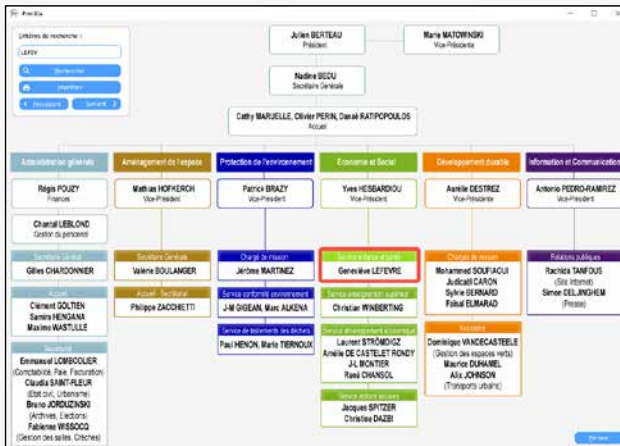 Critères de recherche :
LEFEV
Rechercher
Imprimer
Précédent
Suivant
Julien BERTEAU
Président
Marie MATOWINSKI
Vice-Présidente
Nadine BEDU
Secrétaire Générale
Cathy MARJELLE, Olivier PERIN, Danaé RATIPOPOULOS
Accueil
Administration générale
Régis POUZY
Finances
Chantal LEBLOND
Gestion du personnel
Secrétaire Général
Gilles CHARDONNIER
Accueil
Clément GOLTIEN
Samira HENGANA
Maxime WASTULLE
Secrétariat
Emmanuel LOMBCOLIER
(Comptabilité, Paie, Facturation)
Claudia SAINT-FLEUR
(Etat civil, Urbanisme)
Bruno JORDUZINSKI
(Archives, Elections)
Fabienne WISSOCQ
(Gestion des salles, Crèches)
Aménagement de l'espace
Mathias HOFKERCH
Vice-Président
Secrétaire Générale
Valérie BOULANGER
Accueil - Secrétariat
Philippe ZACCHIETTI
Protection de l'environnement
Patrick BRAZY
Vice-Président
Chargé de mission
Jérôme MARTINEZ
Service conformité environnement
J-M GIGEAN, Marc ALKENA
Service de traitements des déchets
Paul HENON, Marie TIERNOUX
Economie et Social
Yves HESBARDIOU
Vice-Président
Service enfance et santé
Geneviève LEFEVRE
Service enseignement supérieur
Christian WINBERTING
Service développement économique
Laurent STRÖMDIGZ
Amélie DE CASTELET RONDY
J-L MONTIER
René CHANSOL
Service actions sociales
Jacques SPITZER
Christine DAZBI
Développement durable
Aurélie DESTREZ
Vice-Présidente
Chargés de mission
Mohammed SOUFIAOUI
Judicaël CARON
Sylvie BERNARD
Faïnal ELMARAD
Dominique VANDECASTEELE
(Gestion des espaces verts)
Maurice DUHAMEL
Alix JOHNSON
(Transports urbains)
Information et Communication
Antonio PEDRO-RAMIREZ
Vice-Président
Relations publiques
Rachida TANFOUS
(Site Internet)
Simon DELJINGHEM
(Presse)
Fermer